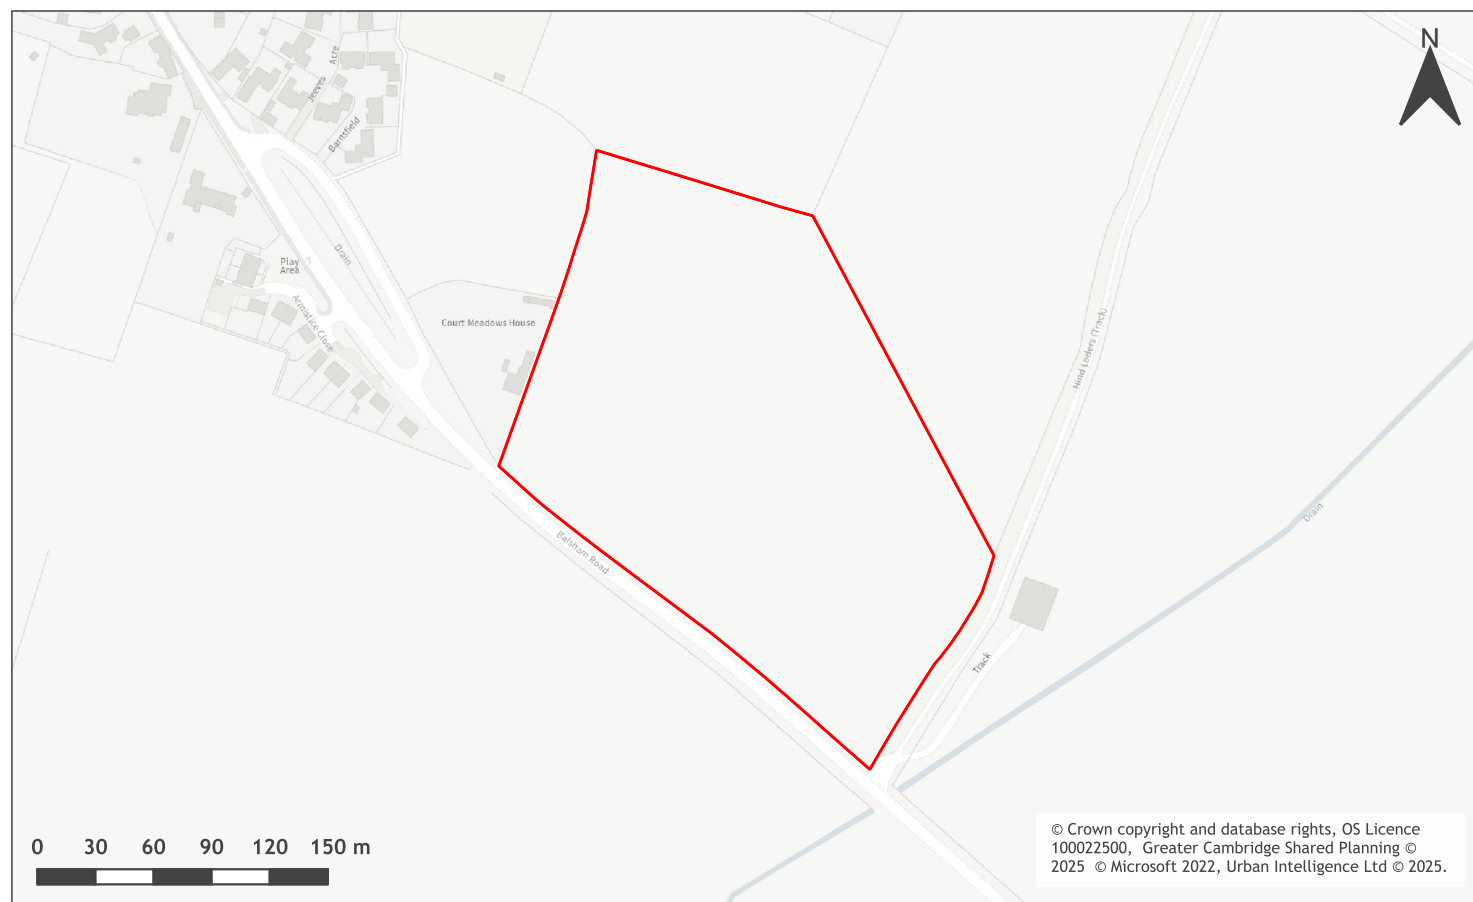 N
Acre
Jeeves
Barnsfield
Drain
Play
Area
Armistice Close
Court Meadows House
Hind Loders (Track)
Balsham Road
Drain
Track
0 30 60 90 120 150 m
© Crown copyright and database rights, OS Licence
100022500, Greater Cambridge Shared Planning ©
2025 © Microsoft 2022, Urban Intelligence Ltd © 2025.